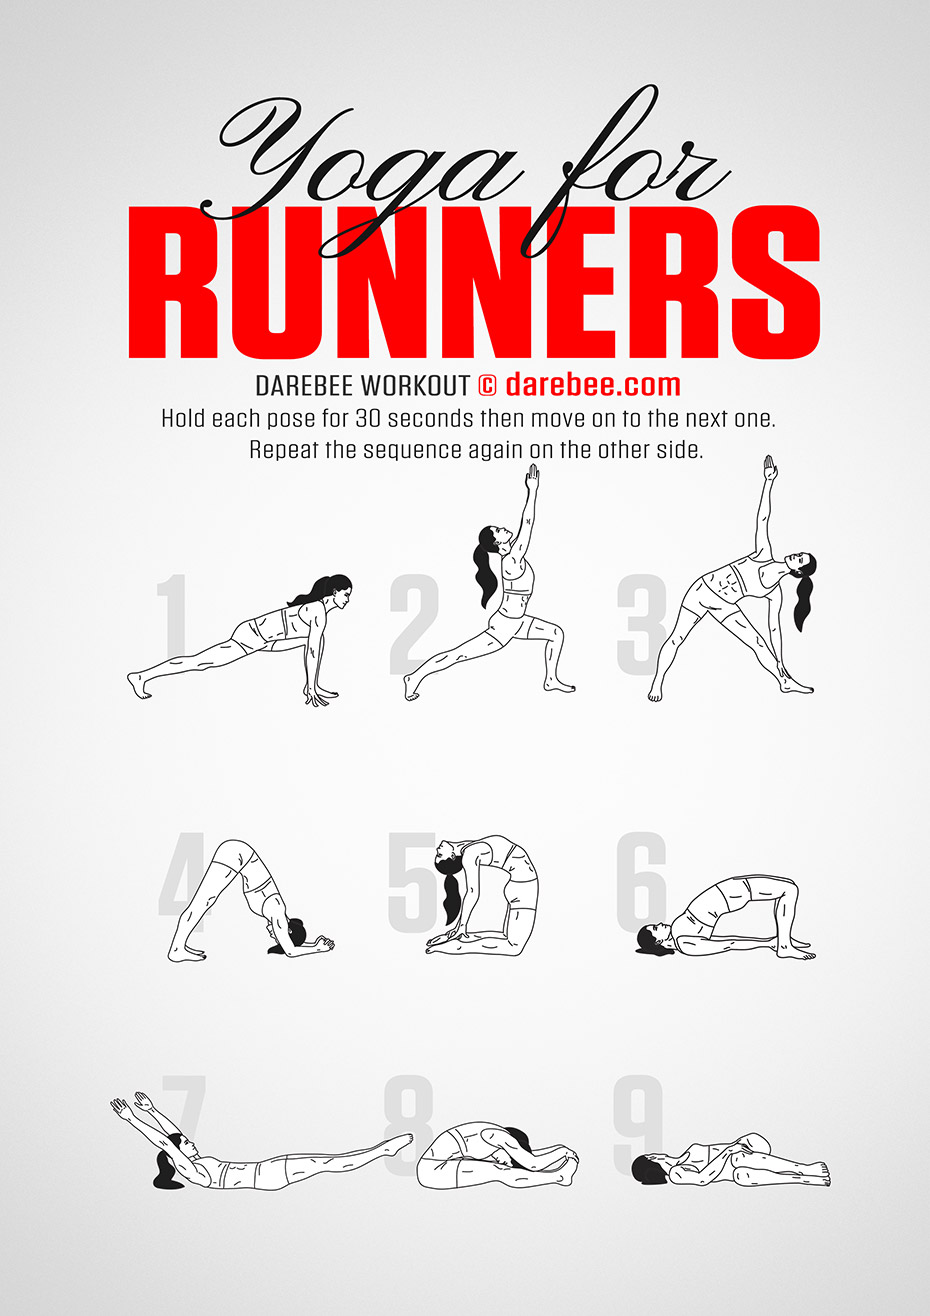 Yoga for
RUNNERS
DAREBEE WORKOUT © darebee.com
Hold each pose for 30 seconds then move on to the next one.
Repeat the sequence again on the other side.
1 2 3
4 5 6
7 8 9